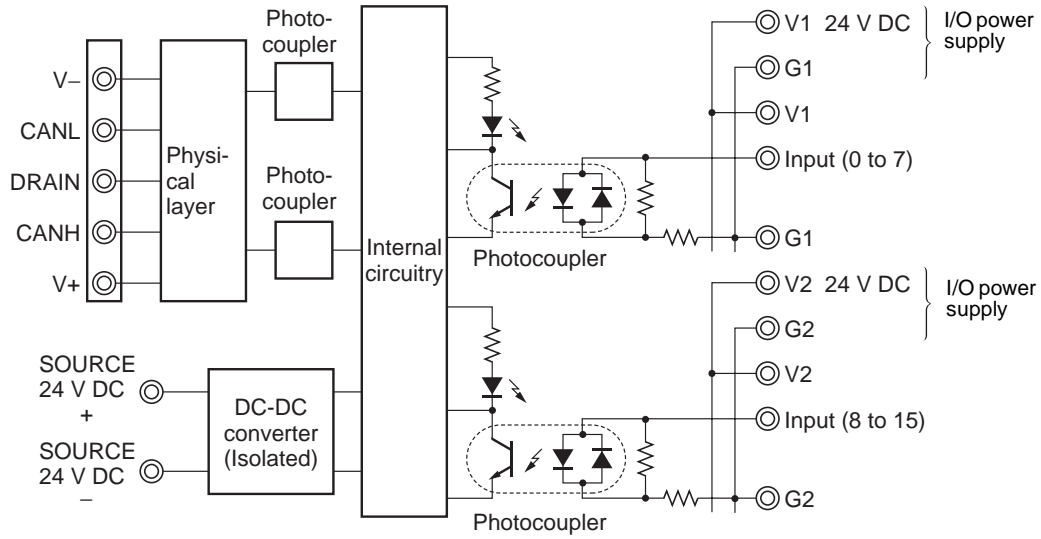 V–
CANL
DRAIN
CANH
V+
Physi-
cal
layer
Photo-
coupler
Photo-
coupler
Internal
circuitry
SOURCE
24 V DC
+
SOURCE
24 V DC
–
DC-DC
converter
(Isolated)
Photocoupler
Photocoupler
V1 24 V DC
G1
I/O power
supply
V1
Input (0 to 7)
G1
V2 24 V DC
G2
I/O power
supply
V2
Input (8 to 15)
G2